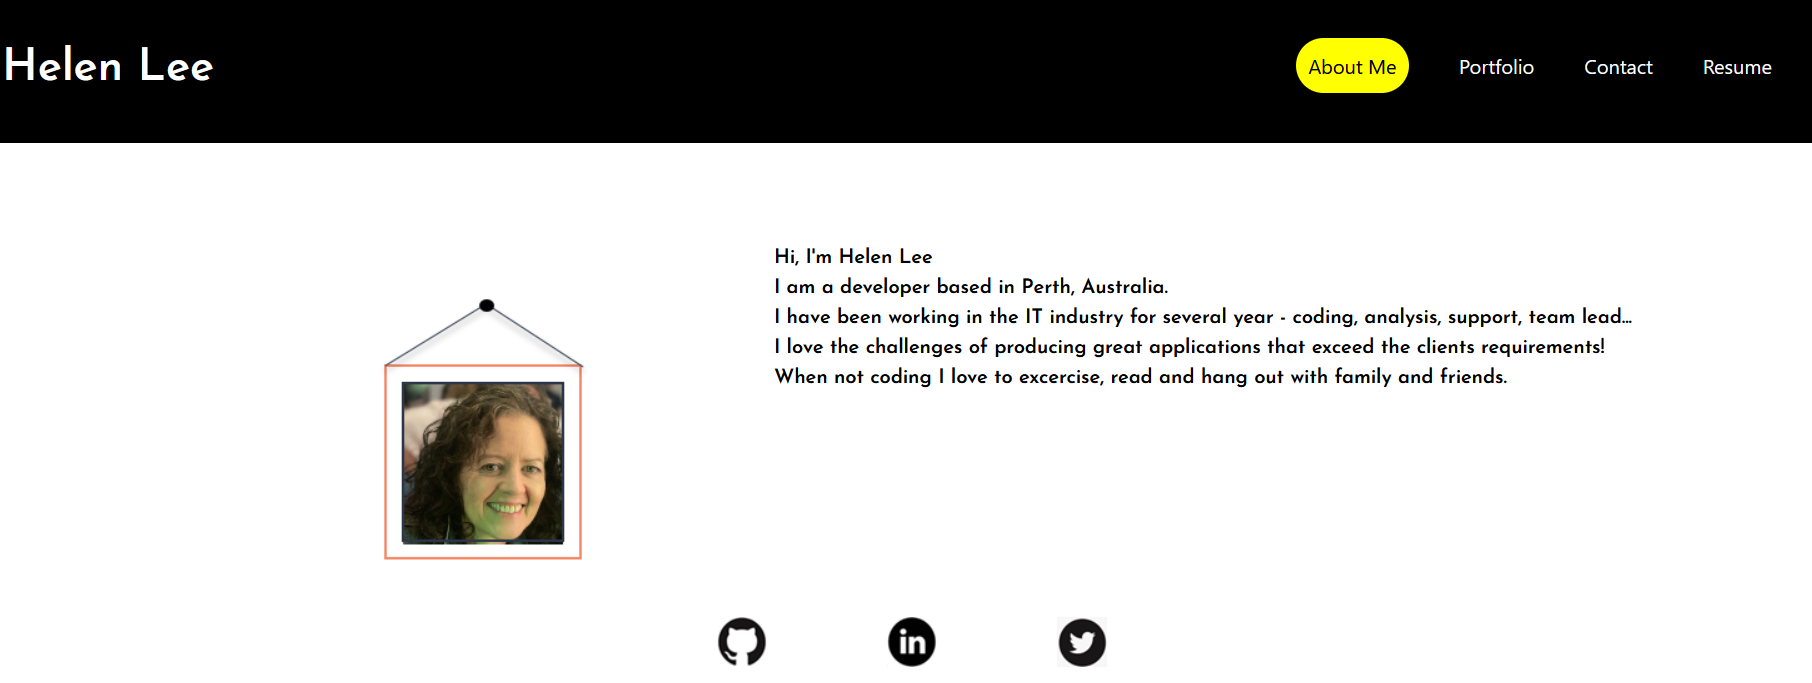 Helen Lee
About Me Portfolio Contact Resume
Hi, I'm Helen Lee
I am a developer based in Perth, Australia.
I have been working in the IT industry for several year - coding, analysis, support, team lead...
I love the challenges of producing great applications that exceed the clients requirements!
When not coding I love to excercise, read and hang out with family and friends.
in